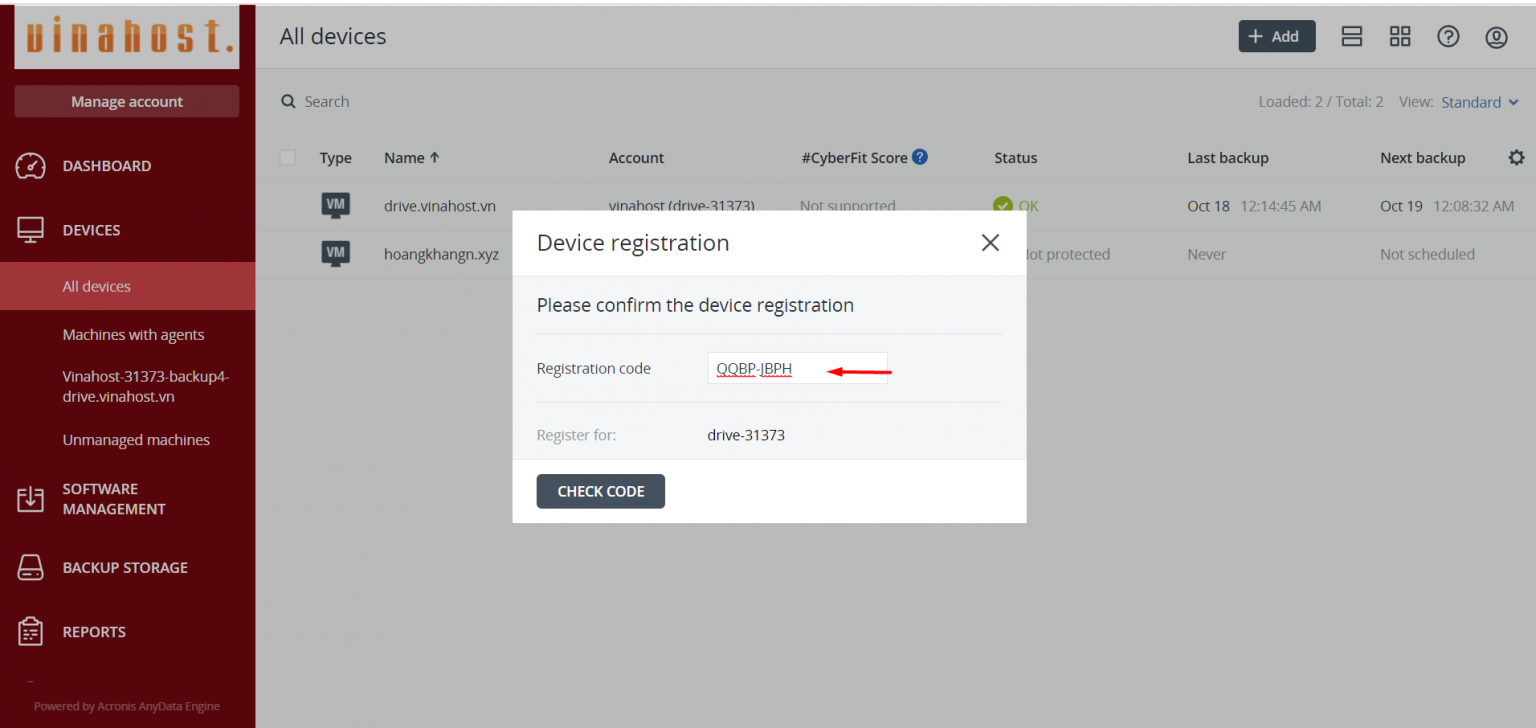 vinahost.
Manage account
DASHBOARD
DEVICES
All devices
Machines with agents
Vinahost-31373-backup4-
drive.vinahost.vn
Unmanaged machines
SOFTWARE
MANAGEMENT
BACKUP STORAGE
REPORTS
Powered by Acronis AnyData Engine
All devices
+ Add
Search
Loaded: 2 / Total: 2 View: Standard
Type Name ↑ Account #CyberFit Score ? Status Last backup Next backup
VM drive.vinahost.vn vinahost (drive-31373) Not supported OK Oct 18 12:14:45 AM Oct 19 12:08:32 AM
VM hoangkhangn.xyz ot protected Never Not scheduled
Device registration
Please confirm the device registration
Registration code QQBP-JBPH
Register for: drive-31373
CHECK CODE